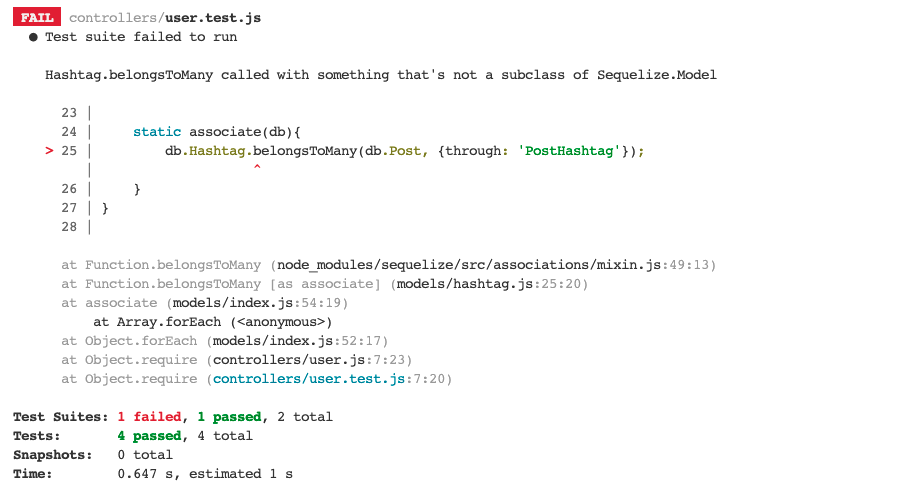 FAIL controllers/user.test.js
● Test suite failed to run
Hashtag.belongsToMany called with something that's not a subclass of Sequelize.Model
23 |
24 | static associate(db){
> 25 | db.Hashtag.belongsToMany(db.Post, {through: 'PostHashtag'});
| ^
26 | }
27 | }
28 |
at Function.belongsToMany (node_modules/sequelize/src/associations/mixin.js:49:13)
at Function.belongsToMany [as associate] (models/hashtag.js:25:20)
at associate (models/index.js:54:19)
at Array.forEach (<anonymous>)
at Object.forEach (models/index.js:52:17)
at Object.require (controllers/user.js:7:23)
at Object.require (controllers/user.test.js:7:20)
Test Suites: 1 failed, 1 passed, 2 total
Tests: 4 passed, 4 total
Snapshots: 0 total
Time: 0.647 s, estimated 1 s